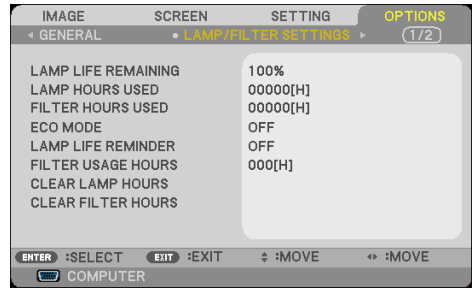 IMAGE SCREEN SETTING OPTIONS
GENERAL • LAMP/FILTER SETTINGS (1/2)
LAMP LIFE REMAINING 100%
LAMP HOURS USED 00000[H]
FILTER HOURS USED 00000[H]
ECO MODE OFF
LAMP LIFE REMINDER OFF
FILTER USAGE HOURS 000[H]
CLEAR LAMP HOURS
CLEAR FILTER HOURS
ENTER :SELECT EXIT :EXIT :MOVE :MOVE
COMPUTER